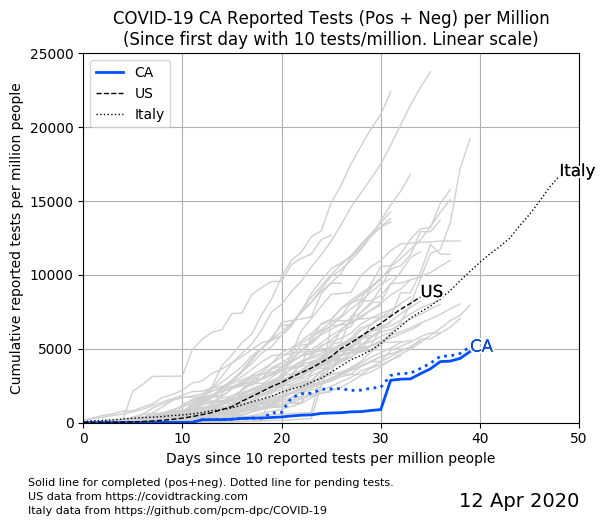 COVID-19 CA Reported Tests (Pos + Neg) per Million
(Since first day with 10 tests/million. Linear scale)
Cumulative reported tests per million people
25000
20000
15000
10000
5000
0
CA
US
Italy
Italy
US
CA
0 10 20 30 40 50
Days since 10 reported tests per million people
Solid line for completed (pos+neg). Dotted line for pending tests.
US data from https://covidtracking.com
Italy data from https://github.com/pcm-dpc/COVID-19
12 Apr 2020